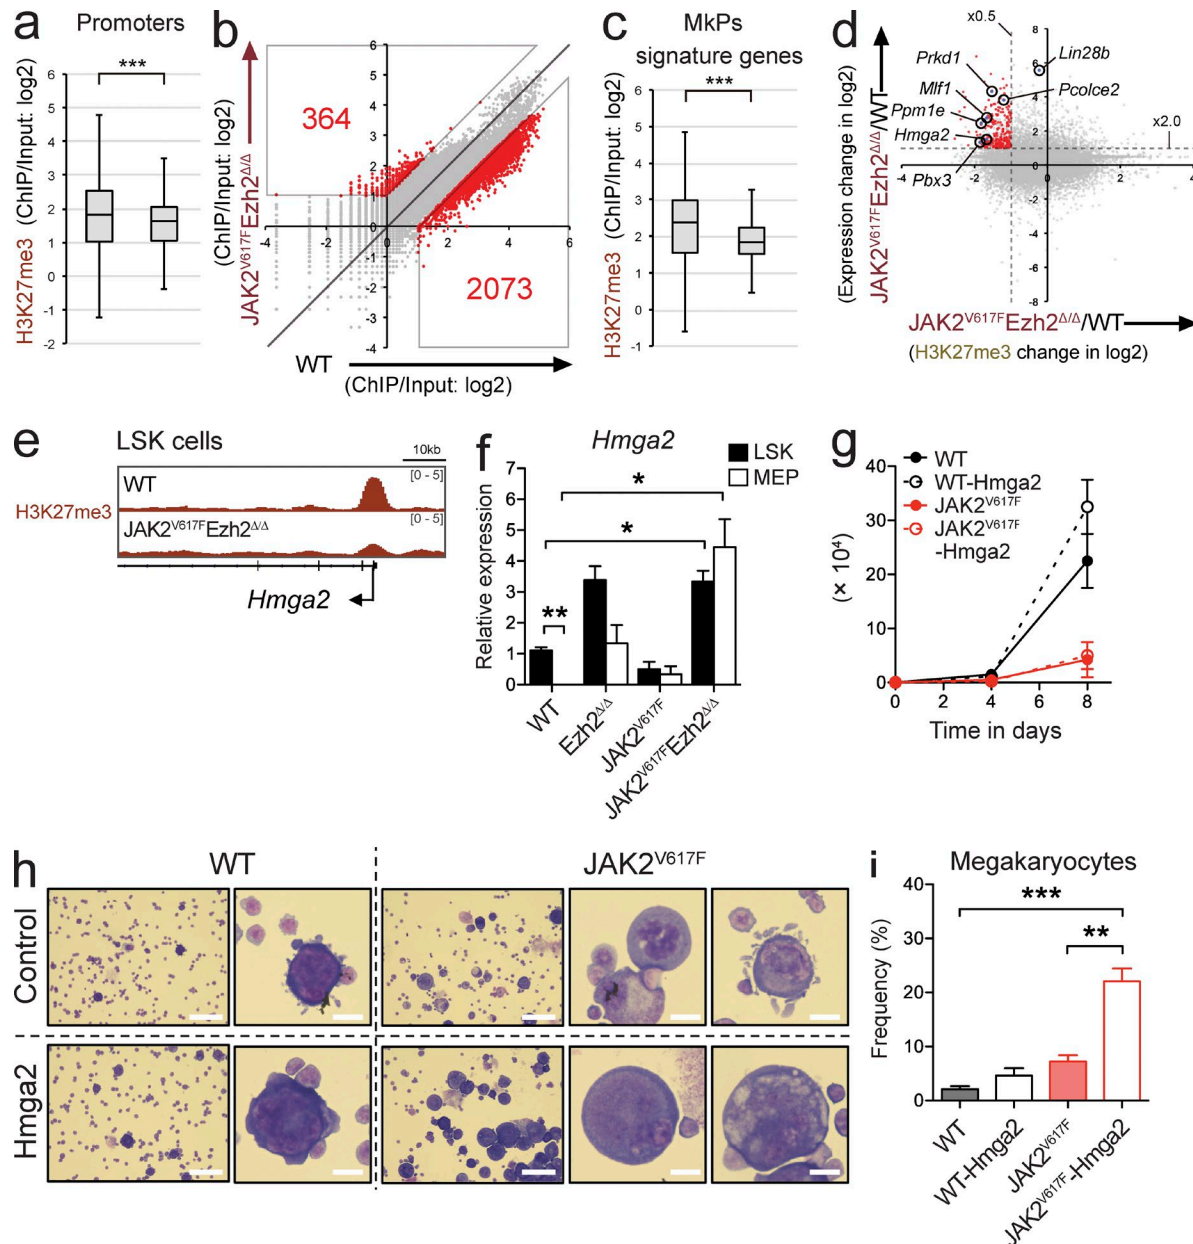 a
Promoters
H3K27me3 (ChIP/Input: log2)
***
6
5
4
3
2
1
0
-1
-2
b
JAK2V617FEzh2Δ/Δ
(ChIP/Input: log2)
364
2073
6
5
4
3
2
1
0
-1
-2
-3
-4
-4
-2
0
2
4
6
WT
(ChIP/Input: log2)
c
MkPs
signature genes
H3K27me3 (ChIP/Input: log2)
***
6
5
4
3
2
1
0
-1
d
JAK2V617FEzh2Δ/Δ/WT
(Expression change in log2)
x0.5
x2.0
Prkd1
Mlf1
Ppm1e
Hmga2
Pbx3
Lin28b
Pcolce2
8
6
4
2
0
-2
-4
-6
-8
-4
-2
0
2
4
JAK2V617FEzh2Δ/Δ/WT
(H3K27me3 change in log2)
e
LSK cells
10kb
H3K27me3
WT
[0 - 5]
JAK2V617FEzh2Δ/Δ
[0 - 5]
Hmga2
f
Hmga2
LSK
MEP
Relative expression
7
6
5
4
3
2
1
0
*
*
**
WT
Ezh2Δ/Δ
JAK2V617F
JAK2V617FEzh2Δ/Δ
g
WT
WT-Hmga2
JAK2V617F
JAK2V617F
-Hmga2
(× 10⁴)
40
30
20
10
0
0
2
4
6
8
Time in days
h
WT
JAK2V617F
Control
Hmga2
i
Megakaryocytes
Frequency (%)
40
30
20
10
0
***
**
WT
WT-Hmga2
JAK2V617F
JAK2V617F-Hmga2